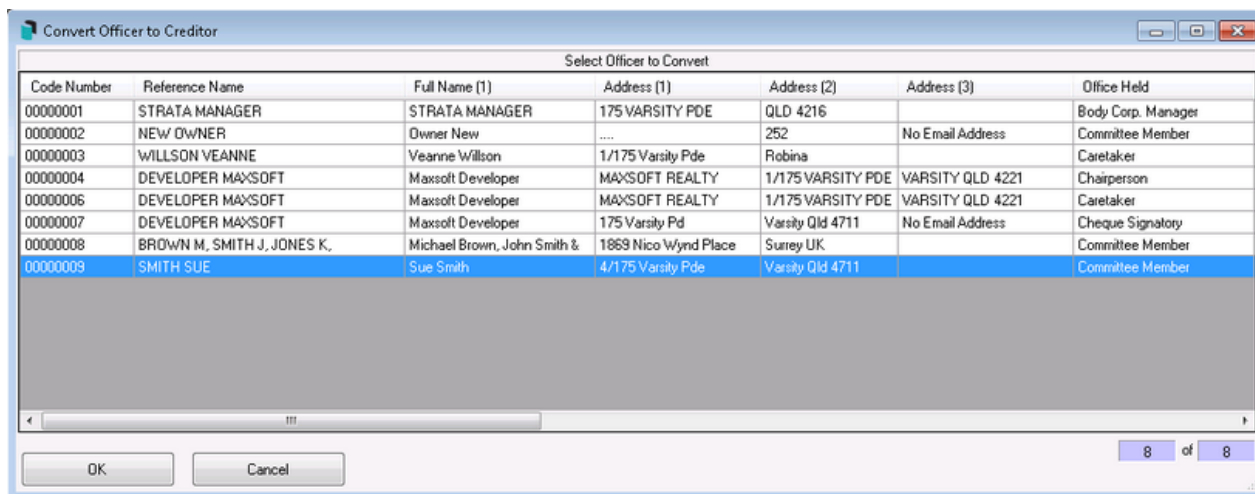 Convert Officer to Creditor
Select Officer to Convert
Code Number Reference Name Full Name (1) Address (1) Address (2) Address (3) Office Held
00000001 STRATA MANAGER STRATA MANAGER 175 VARSITY PDE QLD 4216 Body Corp. Manager
00000002 NEW OWNER Owner New .... 252 No Email Address Committee Member
00000003 WILLSON VEANNE Veanne Willson 1/175 Varsity Pde Robina Caretaker
00000004 DEVELOPER MAXSOFT Maxsoft Developer MAXSOFT REALTY 1/175 VARSITY PDE VARSITY QLD 4221 Chairperson
00000006 DEVELOPER MAXSOFT Maxsoft Developer MAXSOFT REALTY 1/175 VARSITY PDE VARSITY QLD 4221 Caretaker
00000007 DEVELOPER MAXSOFT Maxsoft Developer 175 Varsity Pd Varsity Qld 4711 No Email Address Cheque Signatory
00000008 BROWN M, SMITH J, JONES K, Michael Brown, John Smith & 1869 Nico Wynd Place Surrey UK Committee Member
00000009 SMITH SUE Sue Smith 4/175 Varsity Pde Varsity Qld 4711 Committee Member
8 of 8
OK Cancel